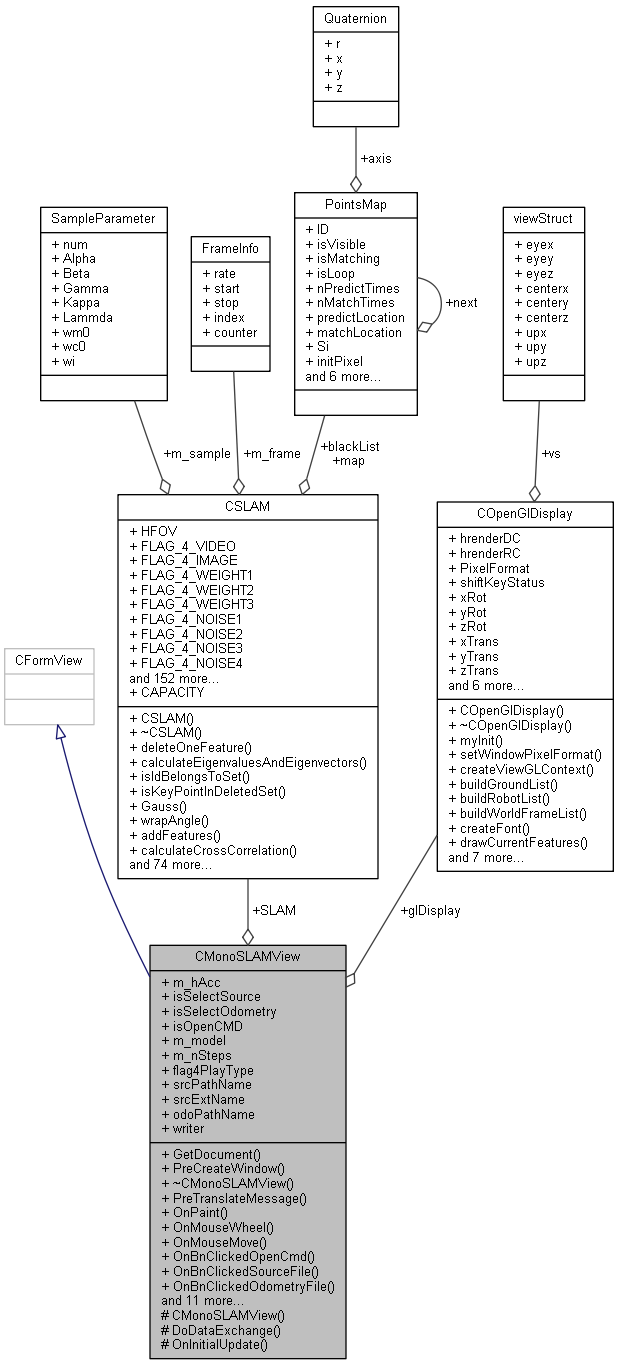 Quaternion
+ r
+ x
+ y
+ z
+axis
SampleParameter
+ num
+ Alpha
+ Beta
+ Gamma
+ Kappa
+ Lammda
+ wm0
+ wc0
+ wi
FrameInfo
+ rate
+ start
+ stop
+ index
+ counter
PointsMap
+ ID
+ isVisible
+ isMatching
+ isLoop
+ nPredictTimes
+ nMatchTimes
+ predictLocation
+ matchLocation
+ Si
+ initPixel
and 6 more...
+next
viewStruct
+ eyex
+ eyey
+ eyez
+ centerx
+ centery
+ centerz
+ upx
+ upy
+ upz
+m_sample
+m_frame
+blackList
+map
+vs
CSLAM
+ HFOV
+ FLAG_4_VIDEO
+ FLAG_4_IMAGE
+ FLAG_4_WEIGHT1
+ FLAG_4_WEIGHT2
+ FLAG_4_WEIGHT3
+ FLAG_4_NOISE1
+ FLAG_4_NOISE2
+ FLAG_4_NOISE3
+ FLAG_4_NOISE4
and 152 more...
+ CAPACITY
+ CSLAM()
+ ~CSLAM()
+ deleteOneFeature()
+ calculateEigenvaluesAndEigenvectors()
+ isIdBelongsToSet()
+ isKeyPointInDeletedSet()
+ Gauss()
+ wrapAngle()
+ addFeatures()
+ calculateCrossCorrelation()
and 74 more...
COpenGlDisplay
+ hrenderDC
+ hrenderRC
+ PixelFormat
+ shiftKeyStatus
+ xRot
+ yRot
+ zRot
+ xTrans
+ yTrans
+ zTrans
and 6 more...
+ COpenGlDisplay()
+ ~COpenGlDisplay()
+ myInit()
+ setWindowPixelFormat()
+ createViewGLContext()
+ buildGroundList()
+ buildRobotList()
+ buildWorldFrameList()
+ createFont()
+ drawCurrentFeatures()
and 7 more...
CFormView
+SLAM
+glDisplay
CMonoSLAMView
+ m_hAcc
+ isSelectSource
+ isSelectOdometry
+ isOpenCMD
+ m_model
+ m_nSteps
+ flag4PlayType
+ srcPathName
+ srcExtName
+ odoPathName
+ writer
+ GetDocument()
+ PreCreateWindow()
+ ~CMonoSLAMView()
+ PreTranslateMessage()
+ OnPaint()
+ OnMouseWheel()
+ OnMouseMove()
+ OnBnClickedOpenCmd()
+ OnBnClickedSourceFile()
+ OnBnClickedOdometryFile()
and 11 more...
# CMonoSLAMView()
# DoDataExchange()
# OnInitialUpdate()